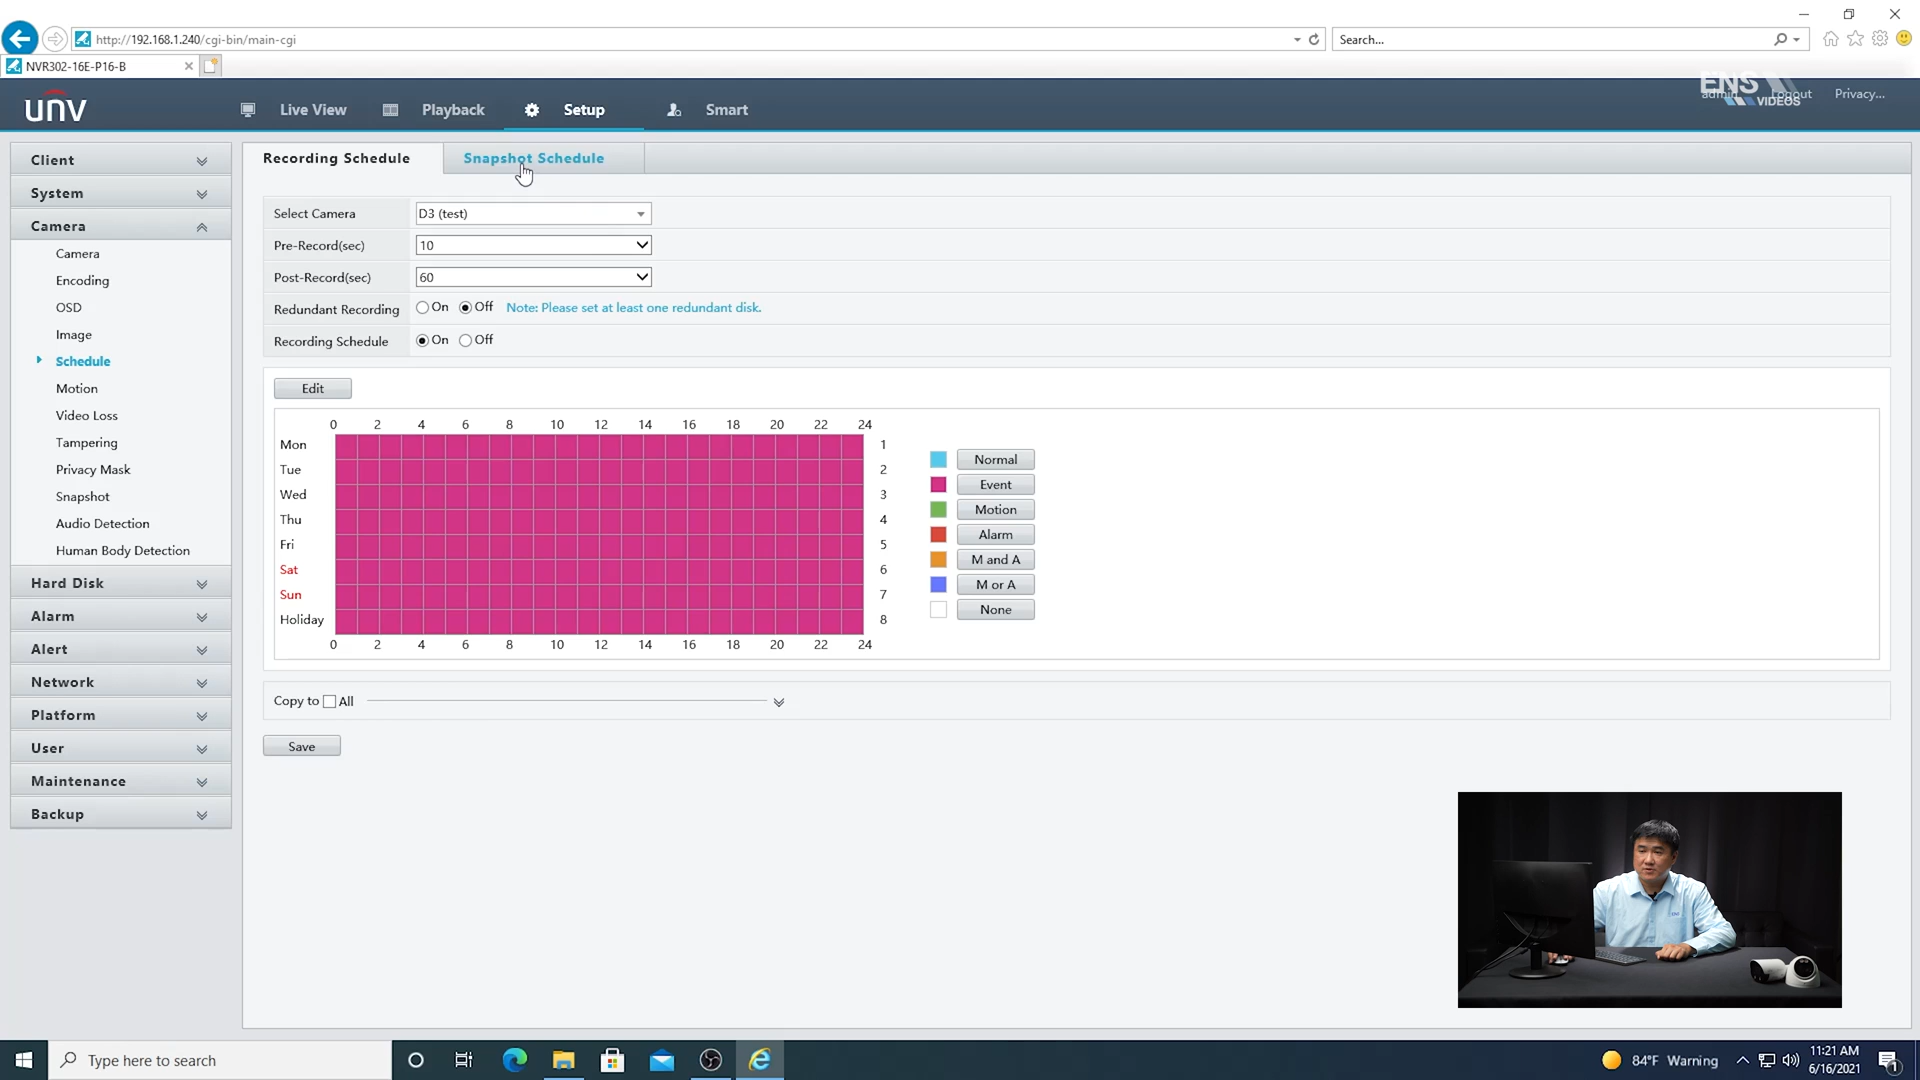 http://192.168.1.240/cgi-bin/main-cgi
Search...
NVR302-16E-P16-B
unv
Live View
Playback
Setup
Smart
ENS
VIDEOS
admin
Logout
Privacy...
Client
System
Camera
Camera
Encoding
OSD
Image
Schedule
Motion
Video Loss
Tampering
Privacy Mask
Snapshot
Audio Detection
Human Body Detection
Hard Disk
Alarm
Alert
Network
Platform
User
Maintenance
Backup
Recording Schedule
Snapshot Schedule
Select Camera D3 (test)
Pre-Record(sec) 10
Post-Record(sec) 60
Redundant Recording On Off Note: Please set at least one redundant disk.
Recording Schedule On Off
Edit
0 2 4 6 8 10 12 14 16 18 20 22 24
Mon 1
Tue 2
Wed 3
Thu 4
Fri 5
Sat 6
Sun 7
Holiday 8
0 2 4 6 8 10 12 14 16 18 20 22 24
Normal
Event
Motion
Alarm
M and A
M or A
None
Copy to All
Save
Type here to search
84°F Warning
11:21 AM
6/16/2021
1